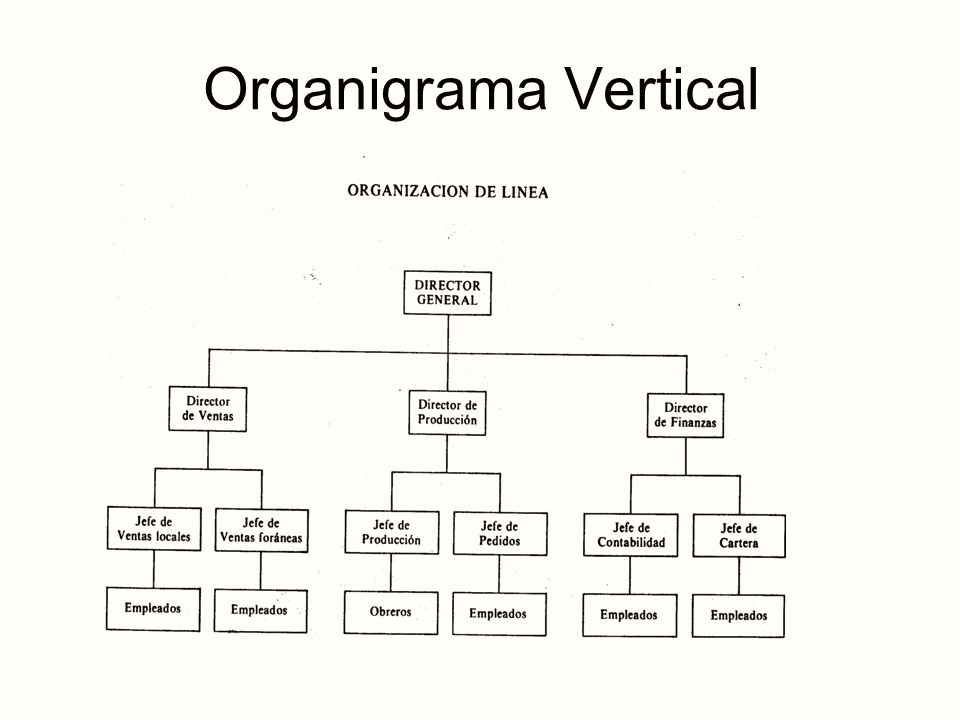 Organigrama Vertical
ORGANIZACION DE LINEA
DIRECTOR
GENERAL
Director
de Ventas
Director de
Producción
Director
de Finanzas
Jefe de
Ventas locales
Jefe de
Ventas foráneas
Jefe de
Producción
Jefe de
Pedidos
Jefe de
Contabilidad
Jefe de
Cartera
Empleados
Empleados
Obreros
Empleados
Empleados
Empleados